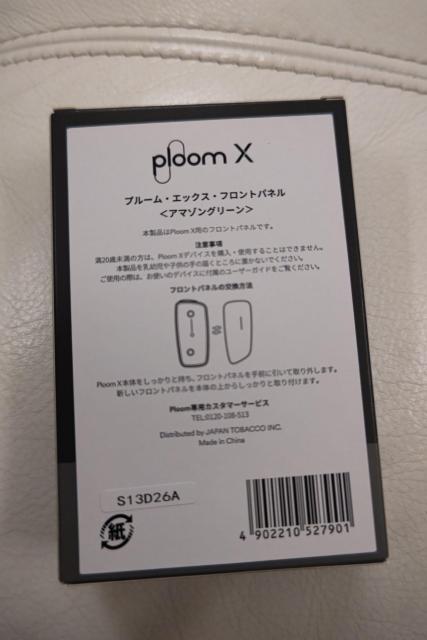 ploom X
プルーム・エックス・フロントパネル
＜アマゾングリーン＞
本製品はPloom X用のフロントパネルです。
注意事項
満20歳未満の方は、Ploom Xデバイスを購入・使用することはできません。
本製品を乳幼児や子供の手の届くところに置かないでください。
ご使用の際は、お使いのデバイスに付属のユーザーガイドをご覧ください。
フロントパネルの交換方法
Ploom X本体をしっかりと持ち、フロントパネルを手前に引いて取り外します。
新しいフロントパネルを本体の上からしっかりと取り付けます。
Ploom専用カスタマーサービス
TEL:0120-108-513
Distributed by JAPAN TOBACCO INC.
Made in China
S13D26A
紙
4 902210 527901